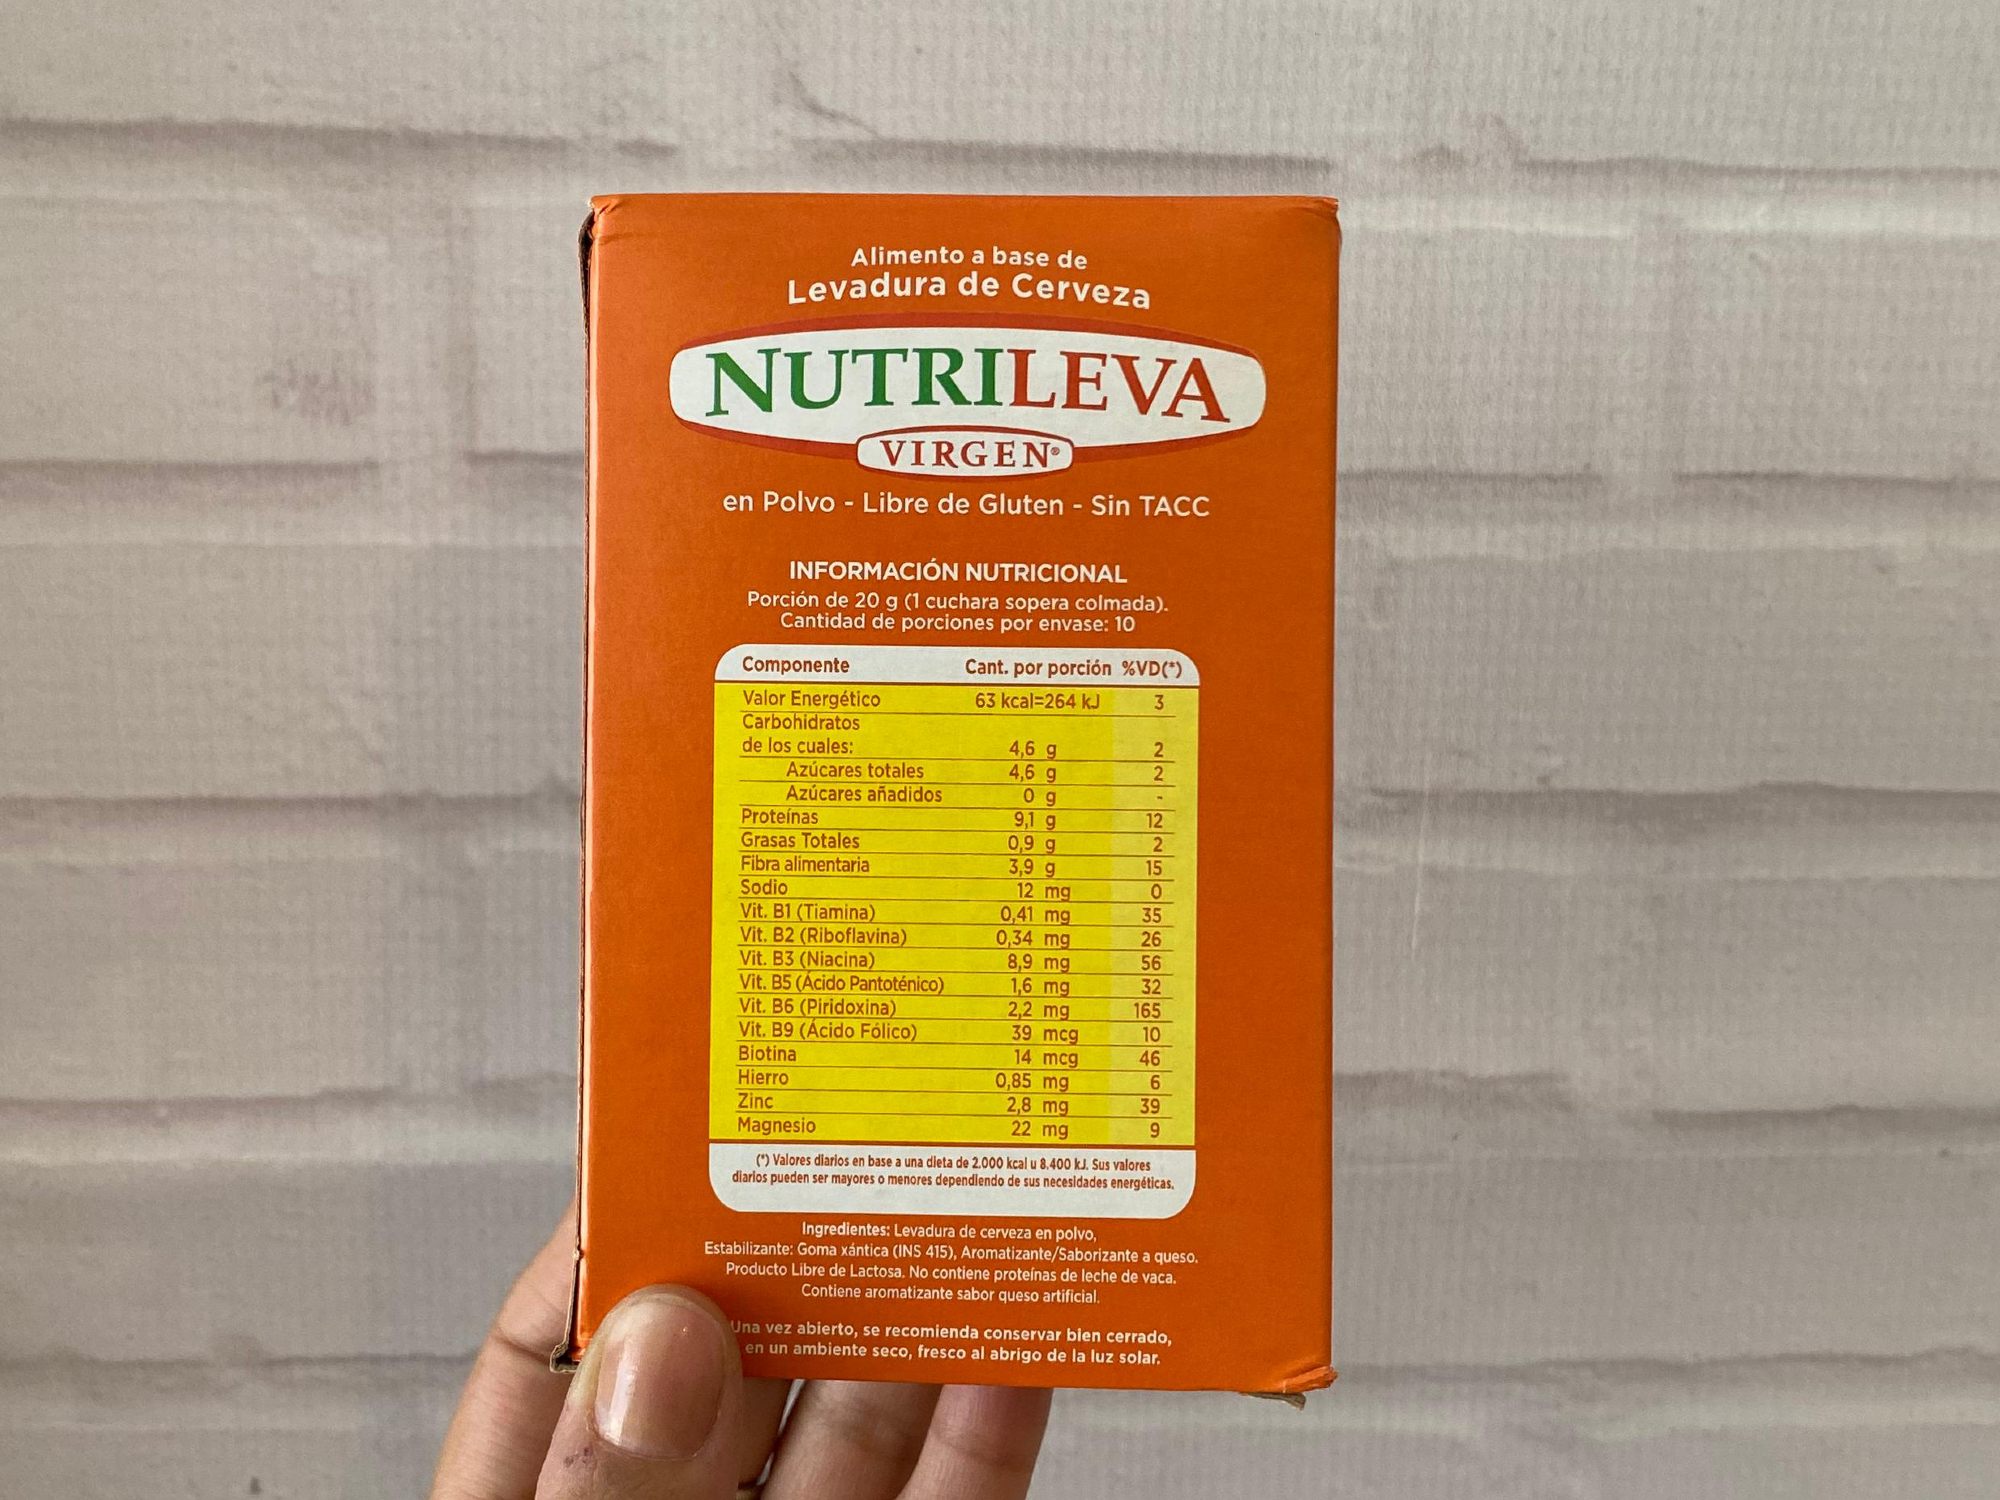 Alimento a base de
Levadura de Cerveza
NUTRILEVA
VIRGEN®
en Polvo - Libre de Gluten - Sin TACC
INFORMACIÓN NUTRICIONAL
Porción de 20 g (1 cuchara sopera colmada).
Cantidad de porciones por envase: 10
Componente Cant. por porción %VD(*)
Valor Energético 63 kcal=264 kJ 3
Carbohidratos
de los cuales: 4,6 g 2
Azúcares totales 4,6 g 2
Azúcares añadidos 0 g -
Proteínas 9,1 g 12
Grasas Totales 0,9 g 2
Fibra alimentaria 3,9 g 15
Sodio 12 mg 0
Vit. B1 (Tiamina) 0,41 mg 35
Vit. B2 (Riboflavina) 0,34 mg 26
Vit. B3 (Niacina) 8,9 mg 56
Vit. B5 (Ácido Pantoténico) 1,6 mg 32
Vit. B6 (Piridoxina) 2,2 mg 165
Vit. B9 (Ácido Fólico) 39 mcg 10
Biotina 14 mcg 46
Hierro 0,85 mg 6
Zinc 2,8 mg 39
Magnesio 22 mg 9
(*) Valores diarios en base a una dieta de 2.000 kcal u 8.400 kJ. Sus valores
diarios pueden ser mayores o menores dependiendo de sus necesidades energéticas.
Ingredientes: Levadura de cerveza en polvo,
Estabilizante: Goma xántica (INS 415), Aromatizante/Saborizante a queso.
Producto Libre de Lactosa. No contiene proteínas de leche de vaca.
Contiene aromatizante sabor queso artificial.
Una vez abierto, se recomienda conservar bien cerrado,
en un ambiente seco, fresco al abrigo de la luz solar.